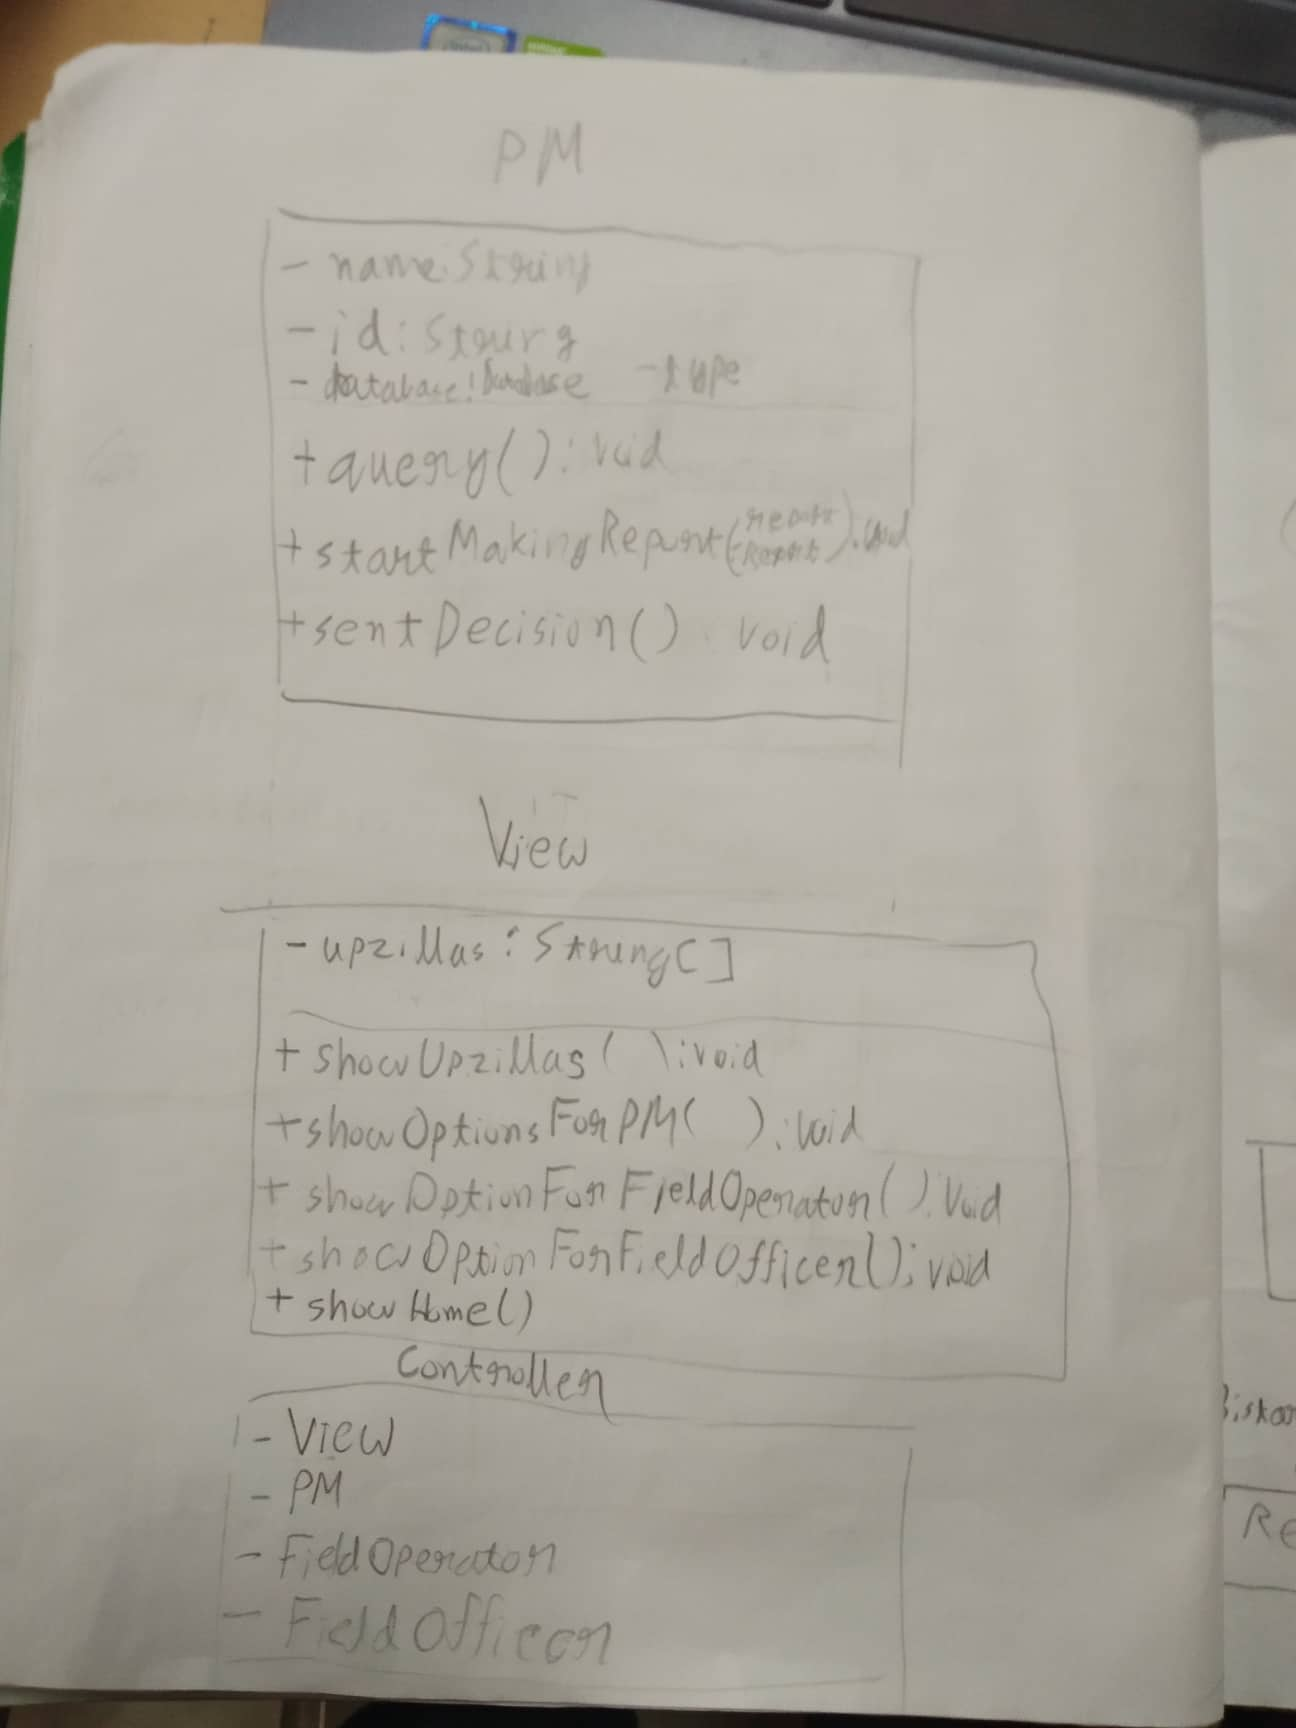 intel
PM
- name: String
- id: String
- database: Database - type
+ query(): void
+ startMakingReport(report: Report): void
+ sentDecision(): void
View
- upzillas: String[]
+ showUpzillas( ): void
+ showOptionsForPM( ): void
+ showOptionForFieldOperator( ): void
+ showOptionForFieldOfficer(): void
+ showHome()
Controller
- View
- PM
- FieldOperator
- FieldOfficer
Re